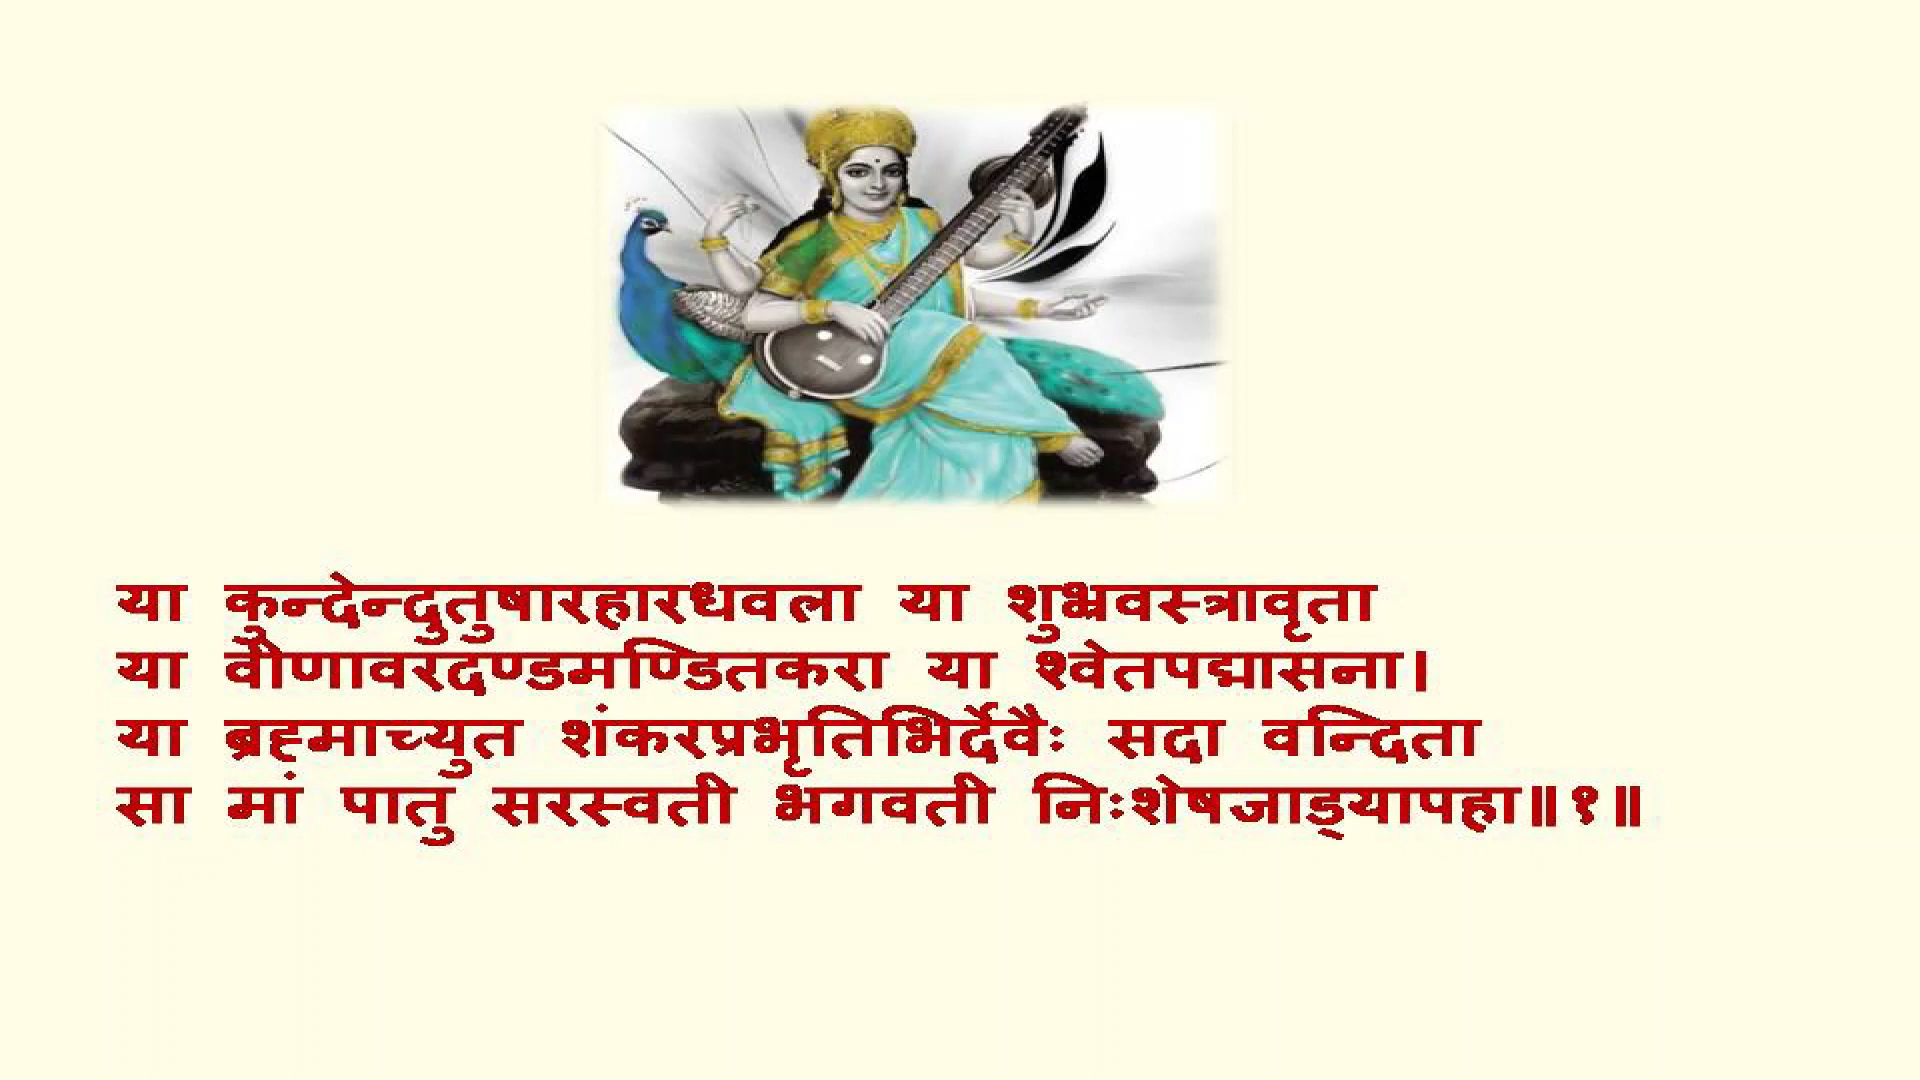 या कुन्देन्दुतुषारहारधवला या शुभ्रवस्त्रावृता
या वीणावरदण्डमण्डितकरा या श्वेतपद्मासना।
या ब्रह्माच्युत शंकरप्रभृतिभिर्देवैः सदा वन्दिता
सा मां पातु सरस्वती भगवती निःशेषजाड्यापहा॥१॥